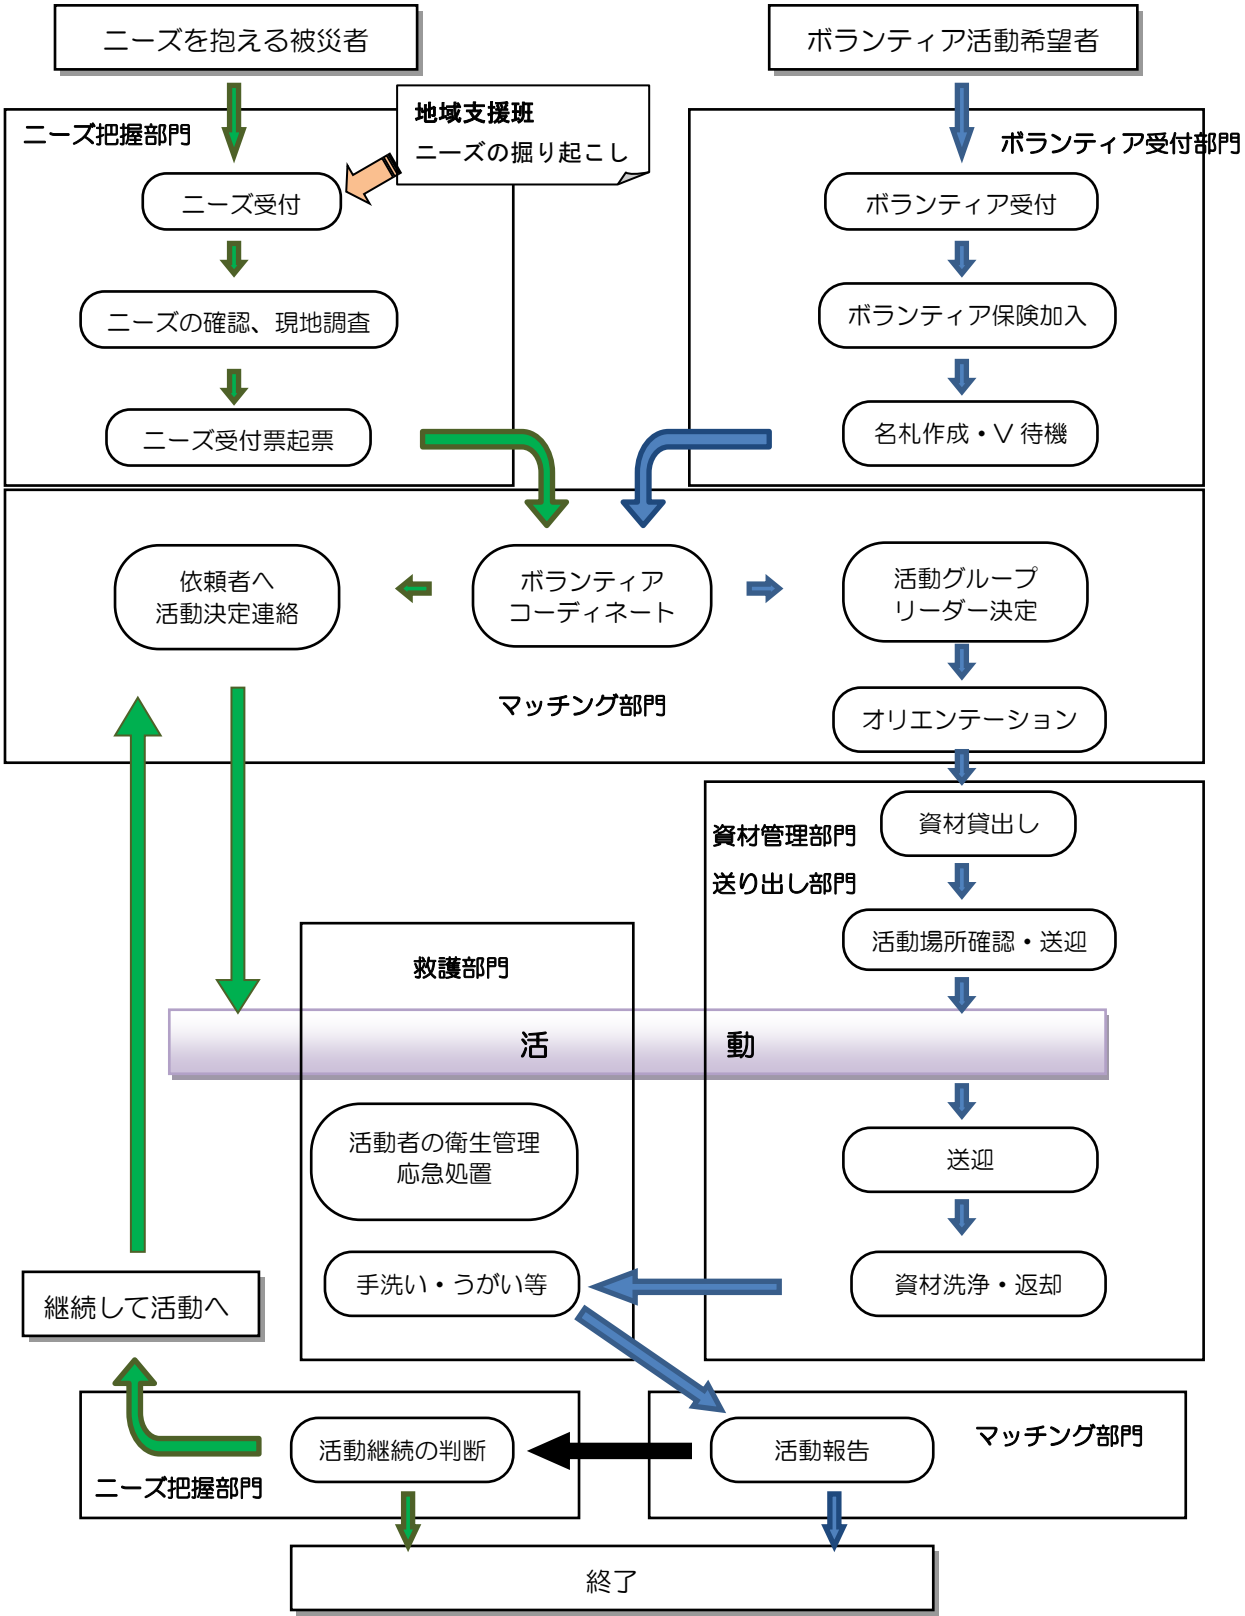 ニーズを抱える被災者
ボランティア活動希望者
地域支援班
ニーズの掘り起こし
ニーズ把握部門
ボランティア受付部門
ニーズ受付
ボランティア受付
ニーズの確認、現地調査
ボランティア保険加入
ニーズ受付票起票
名札作成・V 待機
依頼者へ
活動決定連絡
ボランティア
コーディネート
活動グループ
リーダー決定
マッチング部門
オリエンテーション
資材管理部門
送り出し部門
資材貸出し
活動場所確認・送迎
救護部門
活 動
活動者の衛生管理
応急処置
送迎
手洗い・うがい等
資材洗浄・返却
継続して活動へ
活動継続の判断
ニーズ把握部門
活動報告
マッチング部門
終了